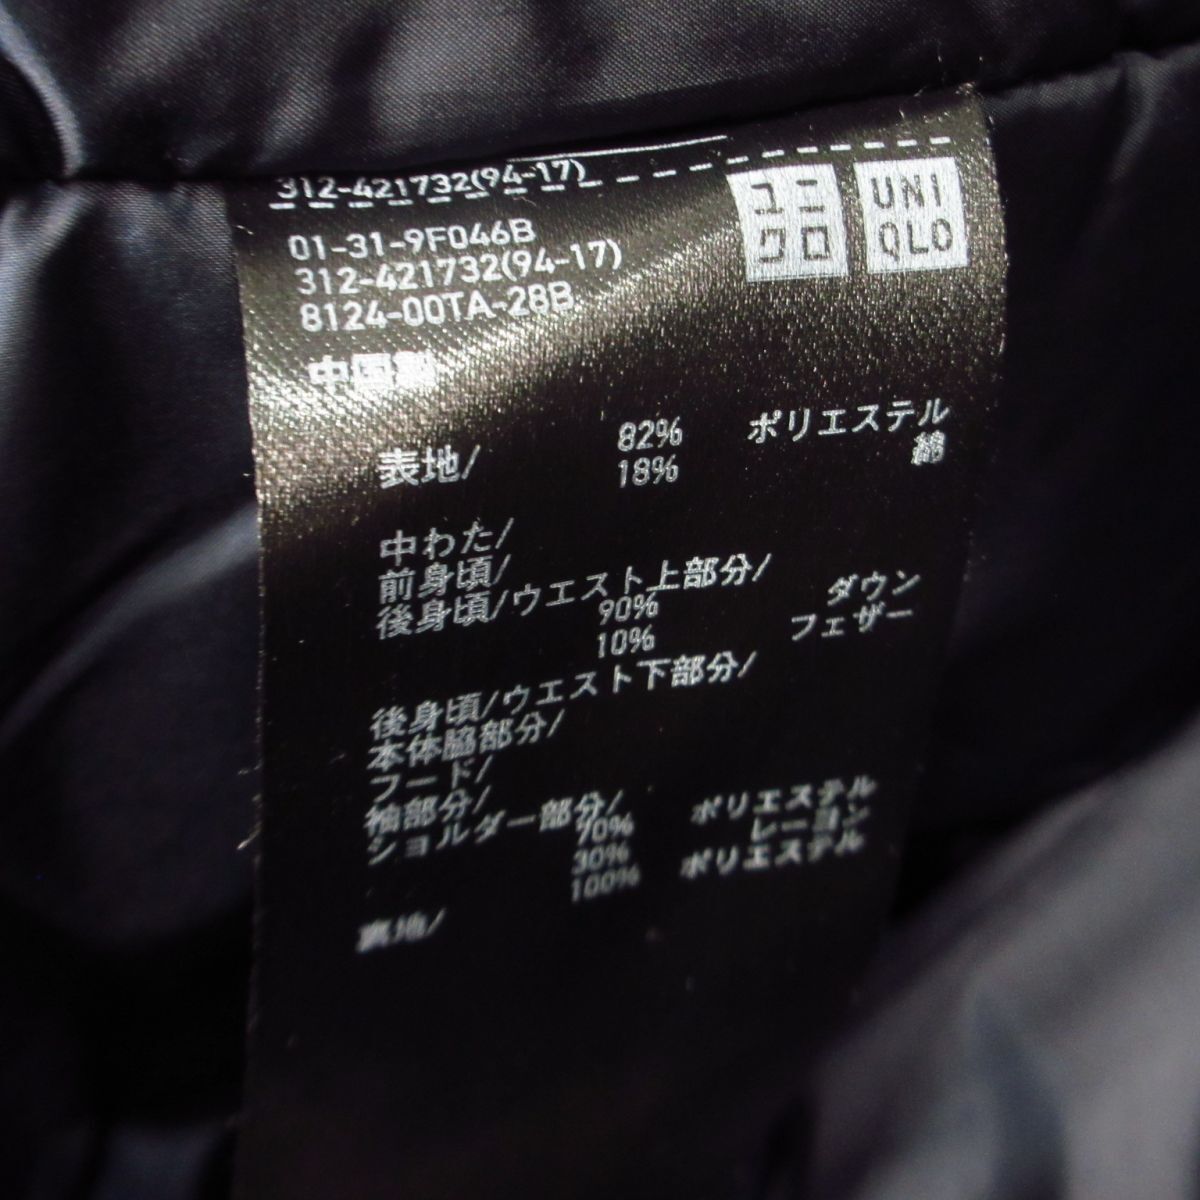 312-421732(94-17)
ユニクロ
UNIQLO
01-31-9F046B
312-421732(94-17)
8124-00TA-28B
中国製
表地/ 82% ポリエステル
18% 綿
中わた/
前身頃/
後身頃/ウエスト上部分/
90% ダウン
10% フェザー
後身頃/ウエスト下部分/
本体脇部分/
フード/
袖部分/
ショルダー部分/
70% ポリエステル
30% レーヨン
裏地/ 100% ポリエステル